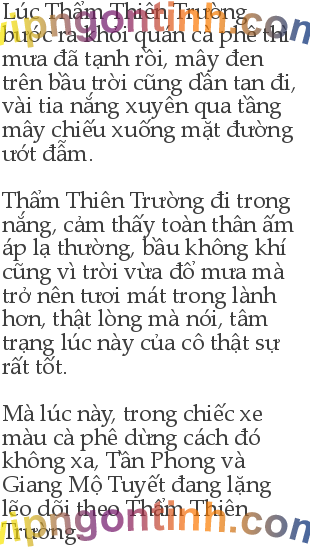 Lúc Thẩm Thiên Trường
bước ra khỏi quán cà phê thì
mưa đã tạnh rồi, mây đen
trên bầu trời cũng dần tan đi,
vài tia nắng xuyên qua tầng
mây chiếu xuống mặt đường
ướt đẫm.
Thẩm Thiên Trường đi trong
nắng, cảm thấy toàn thân ấm
áp lạ thường, bầu không khí
cũng vì trời vừa đổ mưa mà
trở nên tươi mát trong lành
hơn, thật lòng mà nói, tâm
trạng lúc này của cô thật sự
rất tốt.
Mà lúc này, trong chiếc xe
màu cà phê dừng cách đó
không xa, Tần Phong và
Giang Mộ Tuyết đang lặng
lẽo dõi theo Thẩm Thiên
Trường.
vipngontinh.com
vipngontinh.com